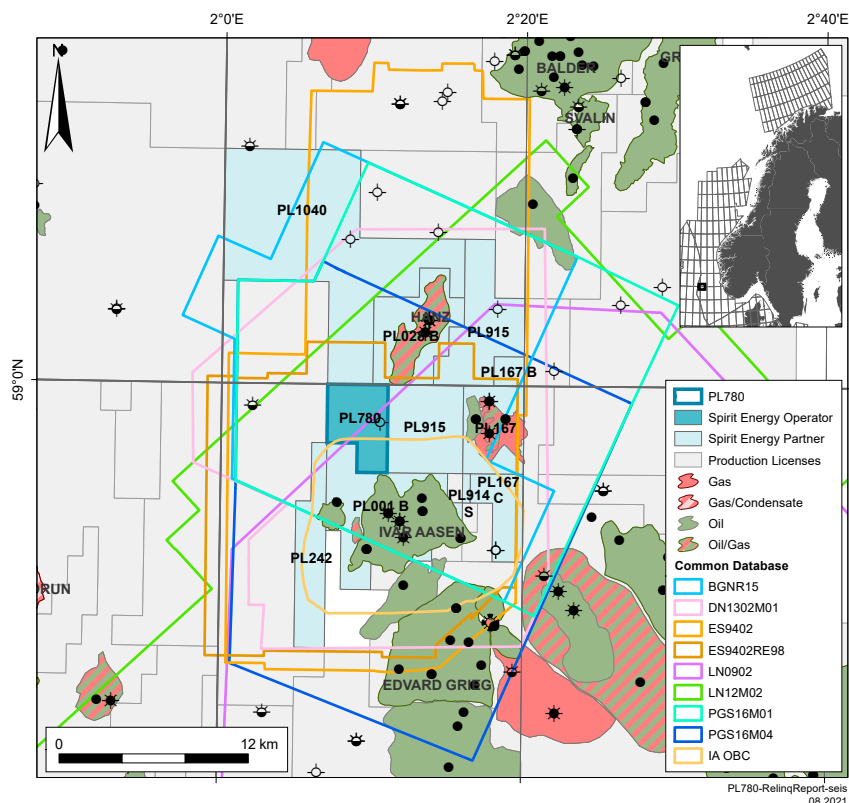 2°0'E
2°20'E
2°40'E
N
BALDER
GR
SVALIN
PL1040
HANZ
PL028 B
PL915
59°0'N
PL167 B
PL780
PL915
PL167
PL167
C
PL914
S
PL001 B
IVAR AASEN
PL242
ORUN
EDVARD GRIEG
PL780
Spirit Energy Operator
Spirit Energy Partner
Production Licenses
Gas
Gas/Condensate
Oil
Oil/Gas
Common Database
BGNR15
DN1302M01
ES9402
ES9402RE98
LN0902
LN12M02
PGS16M01
PGS16M04
IA OBC
0
12 km
PL780-RelinqReport-seis
08.2021